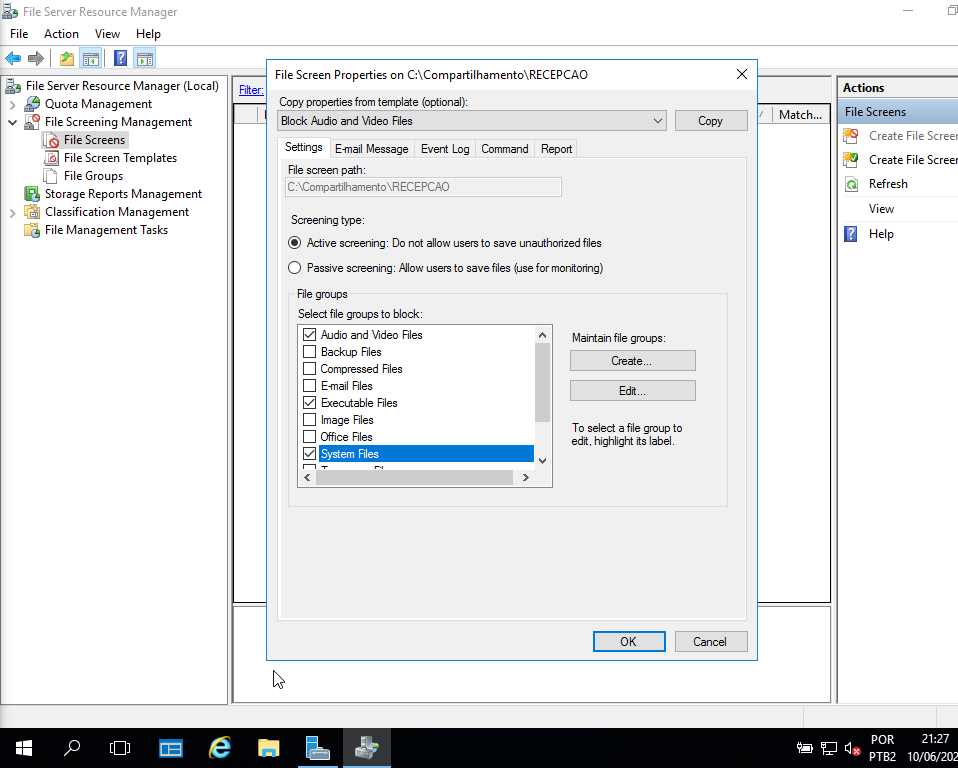 File Server Resource Manager
File Action View Help
File Server Resource Manager (Local)
Quota Management
File Screening Management
File Screens
File Screen Templates
File Groups
Storage Reports Management
Classification Management
File Management Tasks
Filter:
Match...
File Screen Properties on C:\Compartilhamento\RECEPCAO
Copy properties from template (optional):
Block Audio and Video Files
Copy
Settings E-mail Message Event Log Command Report
File screen path:
C:\Compartilhamento\RECEPCAO
Screening type:
Active screening: Do not allow users to save unauthorized files
Passive screening: Allow users to save files (use for monitoring)
File groups
Select file groups to block:
Audio and Video Files
Backup Files
Compressed Files
E-mail Files
Executable Files
Image Files
Office Files
System Files
Maintain file groups:
Create...
Edit...
To select a file group to
edit, highlight its label.
OK Cancel
Actions
File Screens
Create File Screen
Create File Screen
Refresh
View
Help
POR
PTB2
21:27
10/06/202